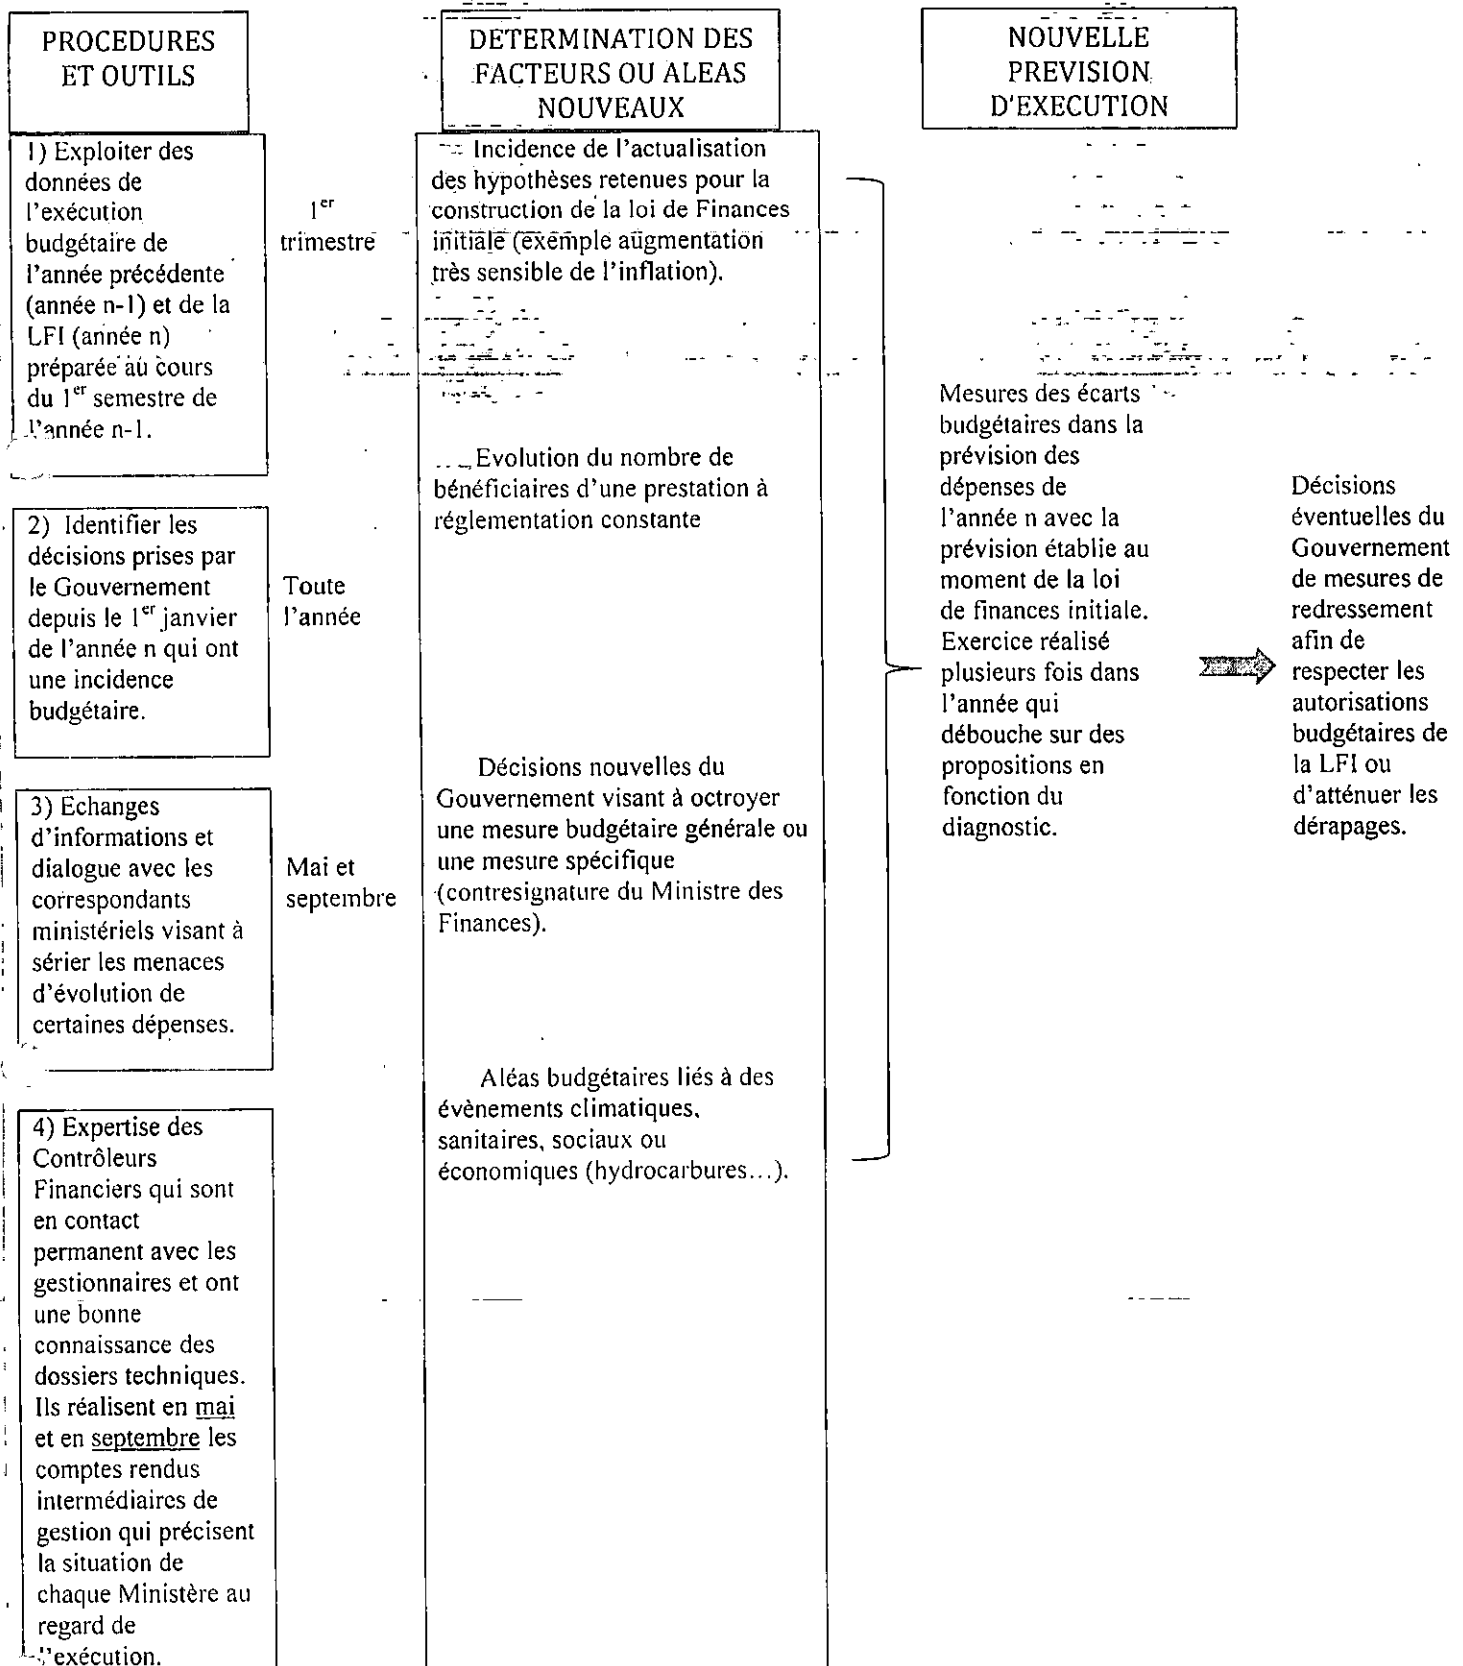 PROCEDURES
ET OUTILS
1) Exploiter des
données de
l'exécution
budgétaire de
l'année précédente
(année n-1) et de la
LFI (année n)
préparée au cours
du 1er semestre de
l'année n-1.
1er
trimestre
2) Identifier les
décisions prises par
le Gouvernement
depuis le 1er janvier
de l'année n qui ont
une incidence
budgétaire.
Toute
l'année
3) Echanges
d'informations et
dialogue avec les
correspondants
ministériels visant à
sérier les menaces
d'évolution de
certaines dépenses.
Mai et
septembre
4) Expertise des
Contrôleurs
Financiers qui sont
en contact
permanent avec les
gestionnaires et ont
une bonne
connaissance des
dossiers techniques.
Ils réalisent en mai
et en septembre les
comptes rendus
intermédiaires de
gestion qui précisent
la situation de
chaque Ministère au
regard de
l'exécution.
DETERMINATION DES
FACTEURS OU ALEAS
NOUVEAUX
Incidence de l'actualisation
des hypothèses retenues pour la
construction de la loi de Finances
initiale (exemple augmentation
très sensible de l'inflation).
Evolution du nombre de
bénéficiaires d'une prestation à
réglementation constante
Décisions nouvelles du
Gouvernement visant à octroyer
une mesure budgétaire générale ou
une mesure spécifique
(contresignature du Ministre des
Finances).
Aléas budgétaires liés à des
évènements climatiques,
sanitaires, sociaux ou
économiques (hydrocarbures...).
NOUVELLE
PREVISION
D'EXECUTION
Mesures des écarts
budgétaires dans la
prévision des
dépenses de
l'année n avec la
prévision établie au
moment de la loi
de finances initiale.
Exercice réalisé
plusieurs fois dans
l'année qui
débouche sur des
propositions en
fonction du
diagnostic.
Décisions
éventuelles du
Gouvernement
de mesures de
redressement
afin de
respecter les
autorisations
budgétaires de
la LFI ou
d'atténuer les
dérapages.